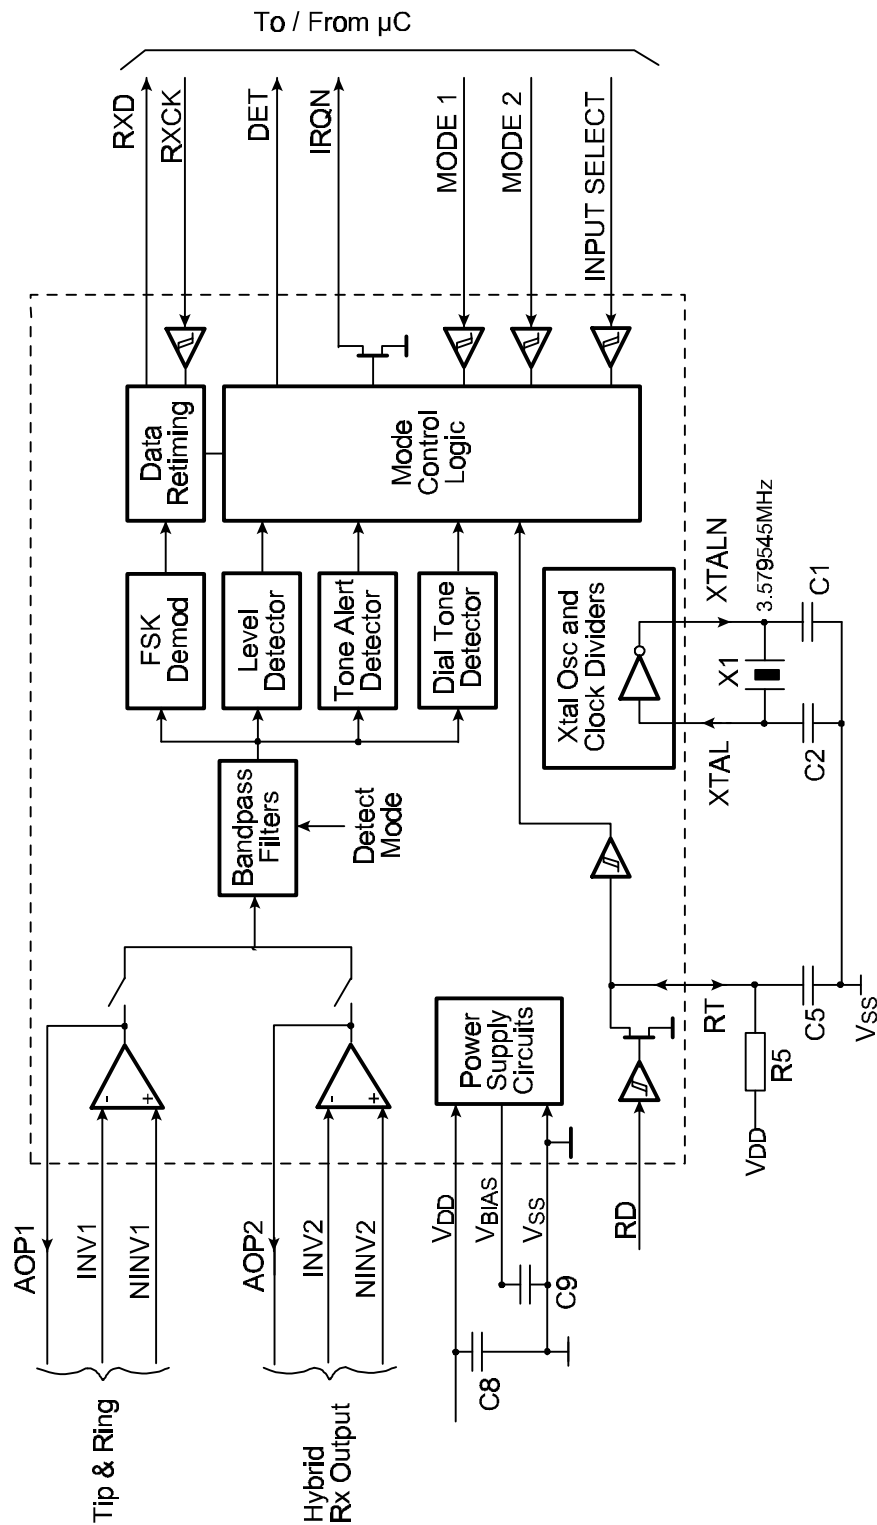 To / From µC
RXD
RXCK
DET
IRQN
MODE 1
MODE 2
INPUT SELECT
Data
Retiming
Mode
Control
Logic
FSK
Demod
Level
Detector
Tone Alert
Detector
Dial Tone
Detector
Xtal Osc and
Clock Dividers
XTALN
XTAL
3.579545MHz
X1
C1
C2
Bandpass
Filters
Detect
Mode
-
+
-
+
Power
Supply
Circuits
RT
C5
VSS
R5
VDD
AOP1
INV1
NINV1
AOP2
INV2
NINV2
VDD
VBIAS
VSS
RD
C9
C8
Tip & Ring
Hybrid
Rx Output